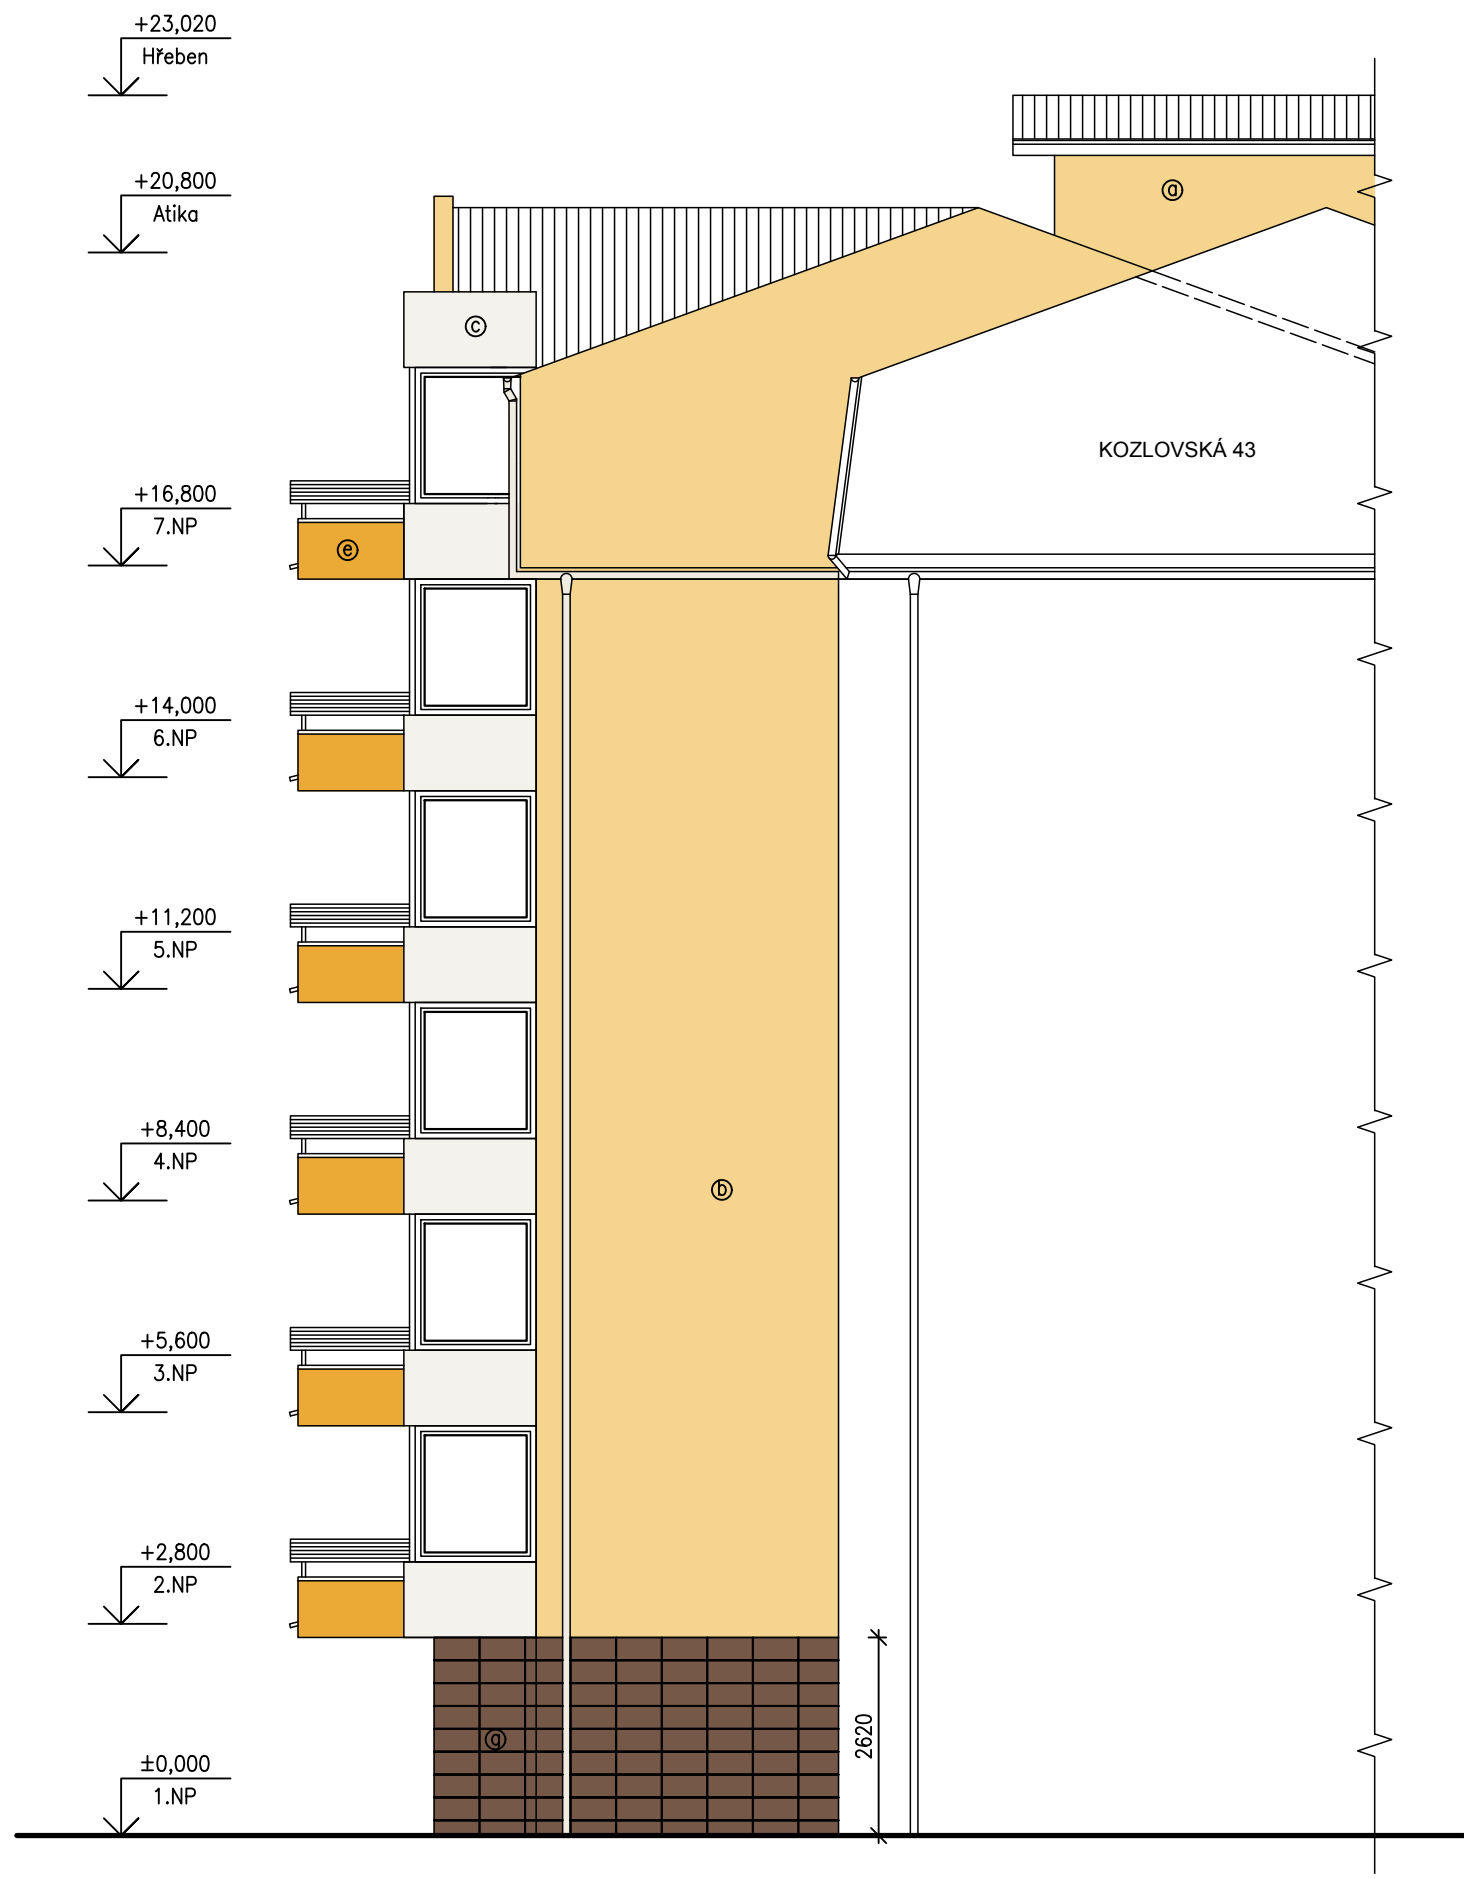 +23,020
Hřeben
+20,800
Atika
ⓐ
ⓒ
KOZLOVSKÁ 43
+16,800
7.NP
ⓔ
+14,000
6.NP
+11,200
5.NP
+8,400
4.NP
ⓑ
+5,600
3.NP
+2,800
2.NP
ⓠ
2620
±0,000
1.NP